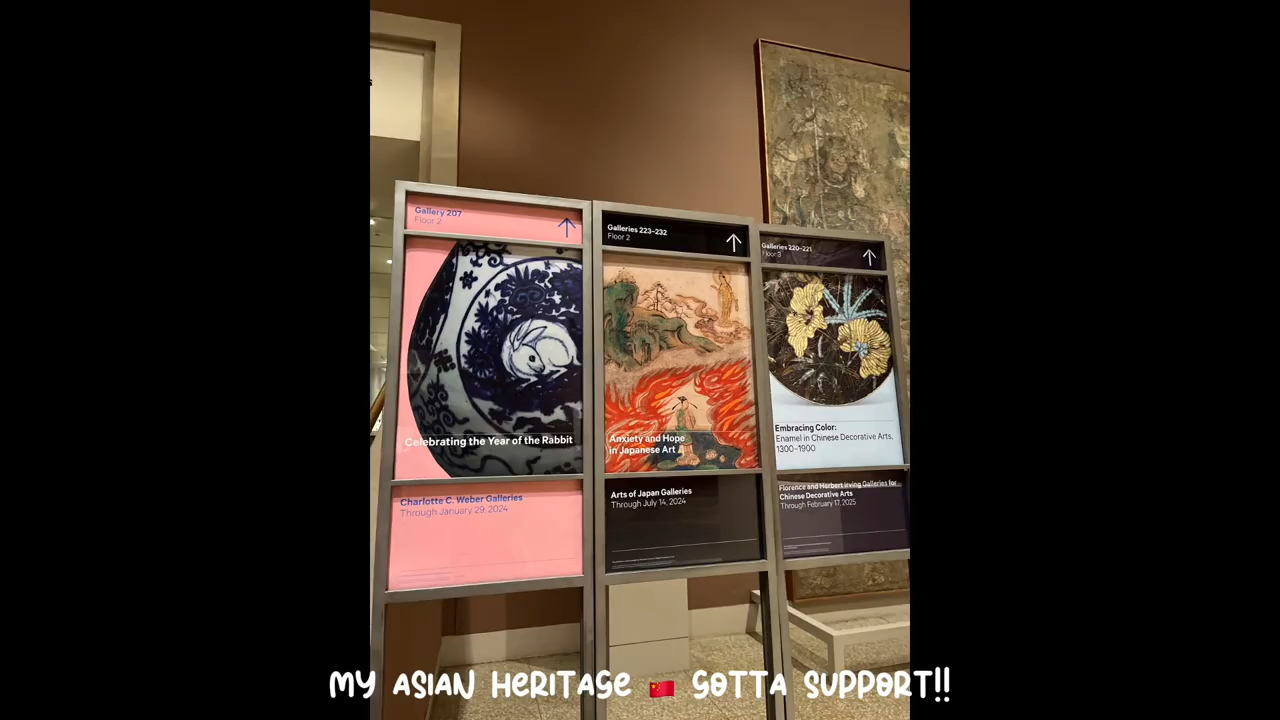 Gallery 207
Floor 2
Celebrating the Year of the Rabbit
Charlotte C. Weber Galleries
Through January 29, 2024
Galleries 223–232
Floor 2
Anxiety and Hope
in Japanese Art
Arts of Japan Galleries
Through July 14, 2024
Galleries 220–221
Floor 3
Embracing Color:
Enamel in Chinese Decorative Arts,
1300–1900
Florence and Herbert Irving Galleries for
Chinese Decorative Arts
Through February 17, 2025
MY ASIAN HERITAGE 🇨🇳 GOTTA SUPPORT!!